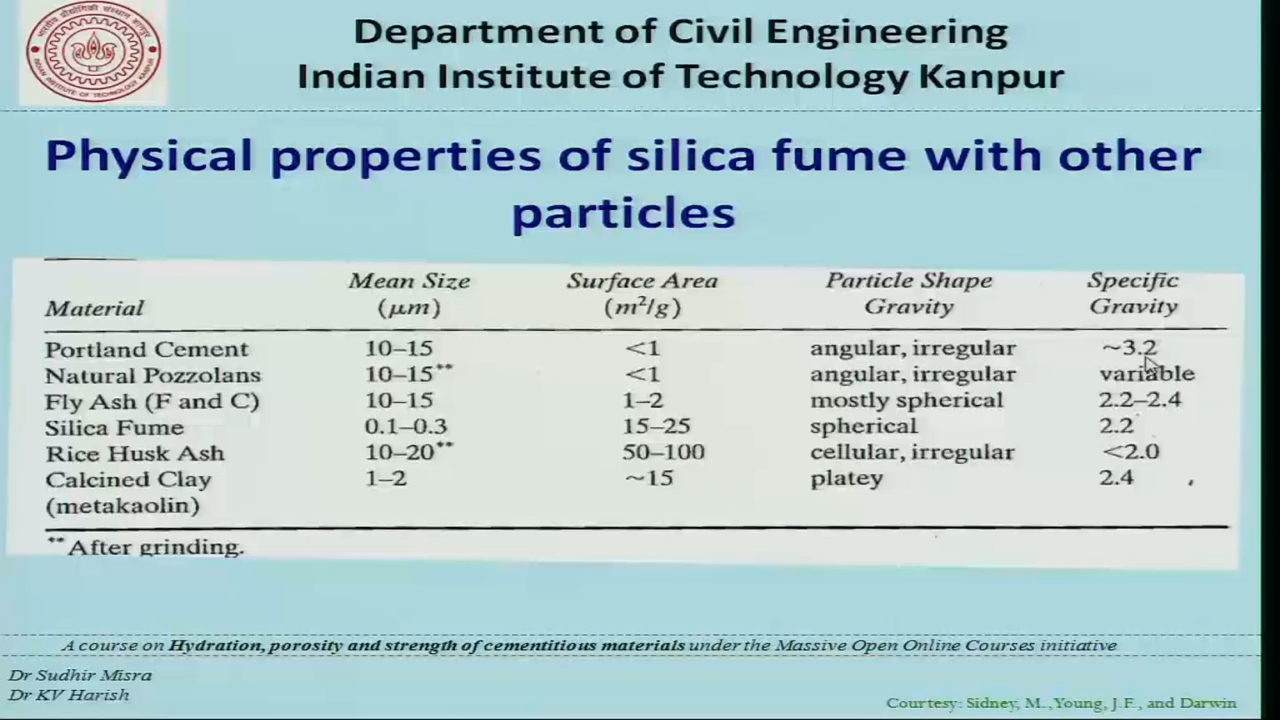 Department of Civil Engineering
Indian Institute of Technology Kanpur
Physical properties of silica fume with other
particles
Material Mean Size (μm) Surface Area (m²/g) Particle Shape Gravity Specific Gravity
Portland Cement 10–15 <1 angular, irregular ~3.2
Natural Pozzolans 10–15** <1 angular, irregular variable
Fly Ash (F and C) 10–15 1–2 mostly spherical 2.2–2.4
Silica Fume 0.1–0.3 15–25 spherical 2.2
Rice Husk Ash 10–20** 50–100 cellular, irregular <2.0
Calcined Clay 1–2 ~15 platey 2.4
(metakaolin)
**After grinding.
A course on Hydration, porosity and strength of cementitious materials under the Massive Open Online Courses initiative
Dr Sudhir Misra
Dr KV Harish
Courtesy: Sidney, M.,Young, J.F., and Darwin